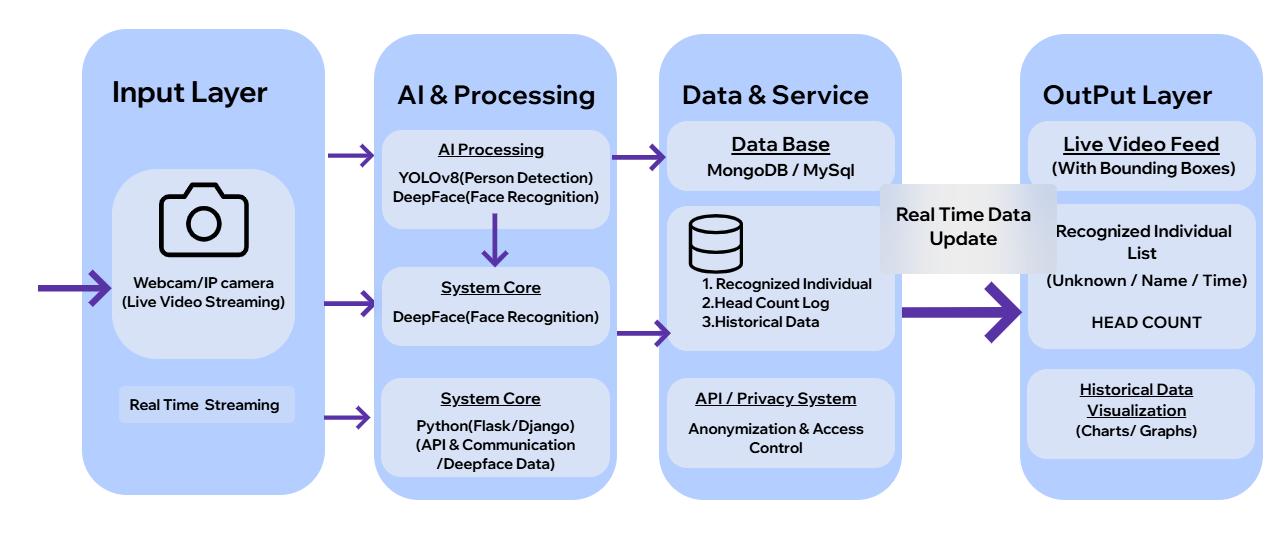 Input Layer
Webcam/IP camera
(Live Video Streaming)
Real Time Streaming
AI & Processing
AI Processing
YOLOv8(Person Detection)
DeepFace(Face Recognition)
System Core
DeepFace(Face Recognition)
System Core
Python(Flask/Django)
(API & Communication
/Deepface Data)
Data & Service
Data Base
MongoDB / MySql
1. Recognized Individual
2.Head Count Log
3.Historical Data
API / Privacy System
Anonymization & Access
Control
Real Time Data
Update
OutPut Layer
Live Video Feed
(With Bounding Boxes)
Recognized Individual
List
(Unknown / Name / Time)
HEAD COUNT
Historical Data
Visualization
(Charts/ Graphs)